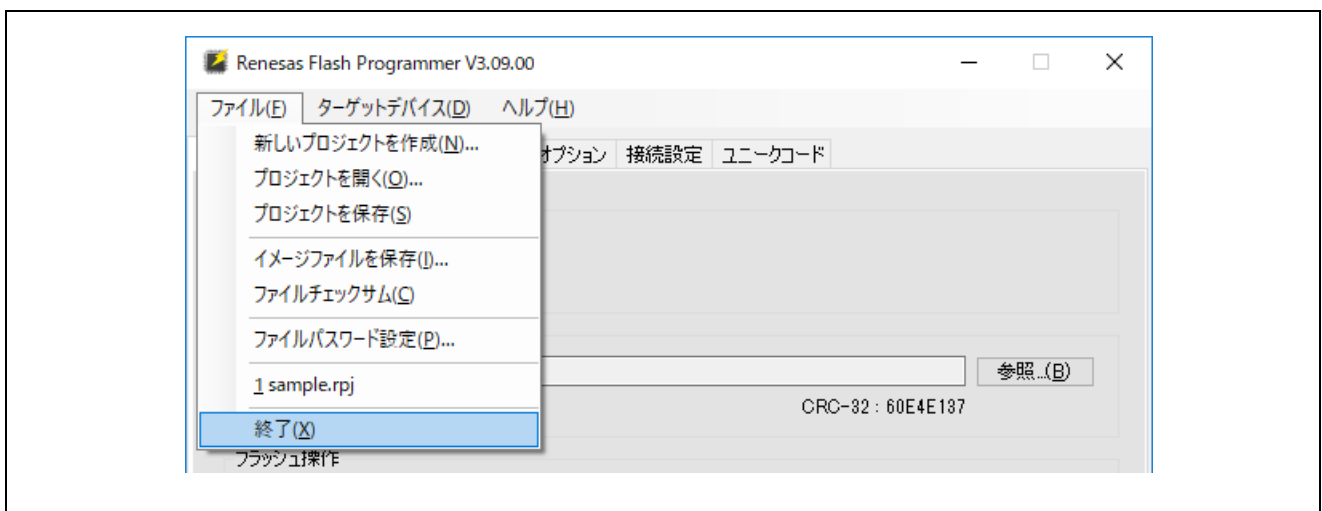 Renesas Flash Programmer V3.09.00
ファイル(F) ターゲットデバイス(D) ヘルプ(H)
オプション 接続設定 ユニークコード
新しいプロジェクトを作成(N)...
プロジェクトを開く(O)...
プロジェクトを保存(S)
イメージファイルを保存(I)...
ファイルチェックサム(C)
ファイルパスワード設定(P)...
1 sample.rpj
終了(X)
参照...(B)
CRC-32 : 60E4E137
フラッシュ操作